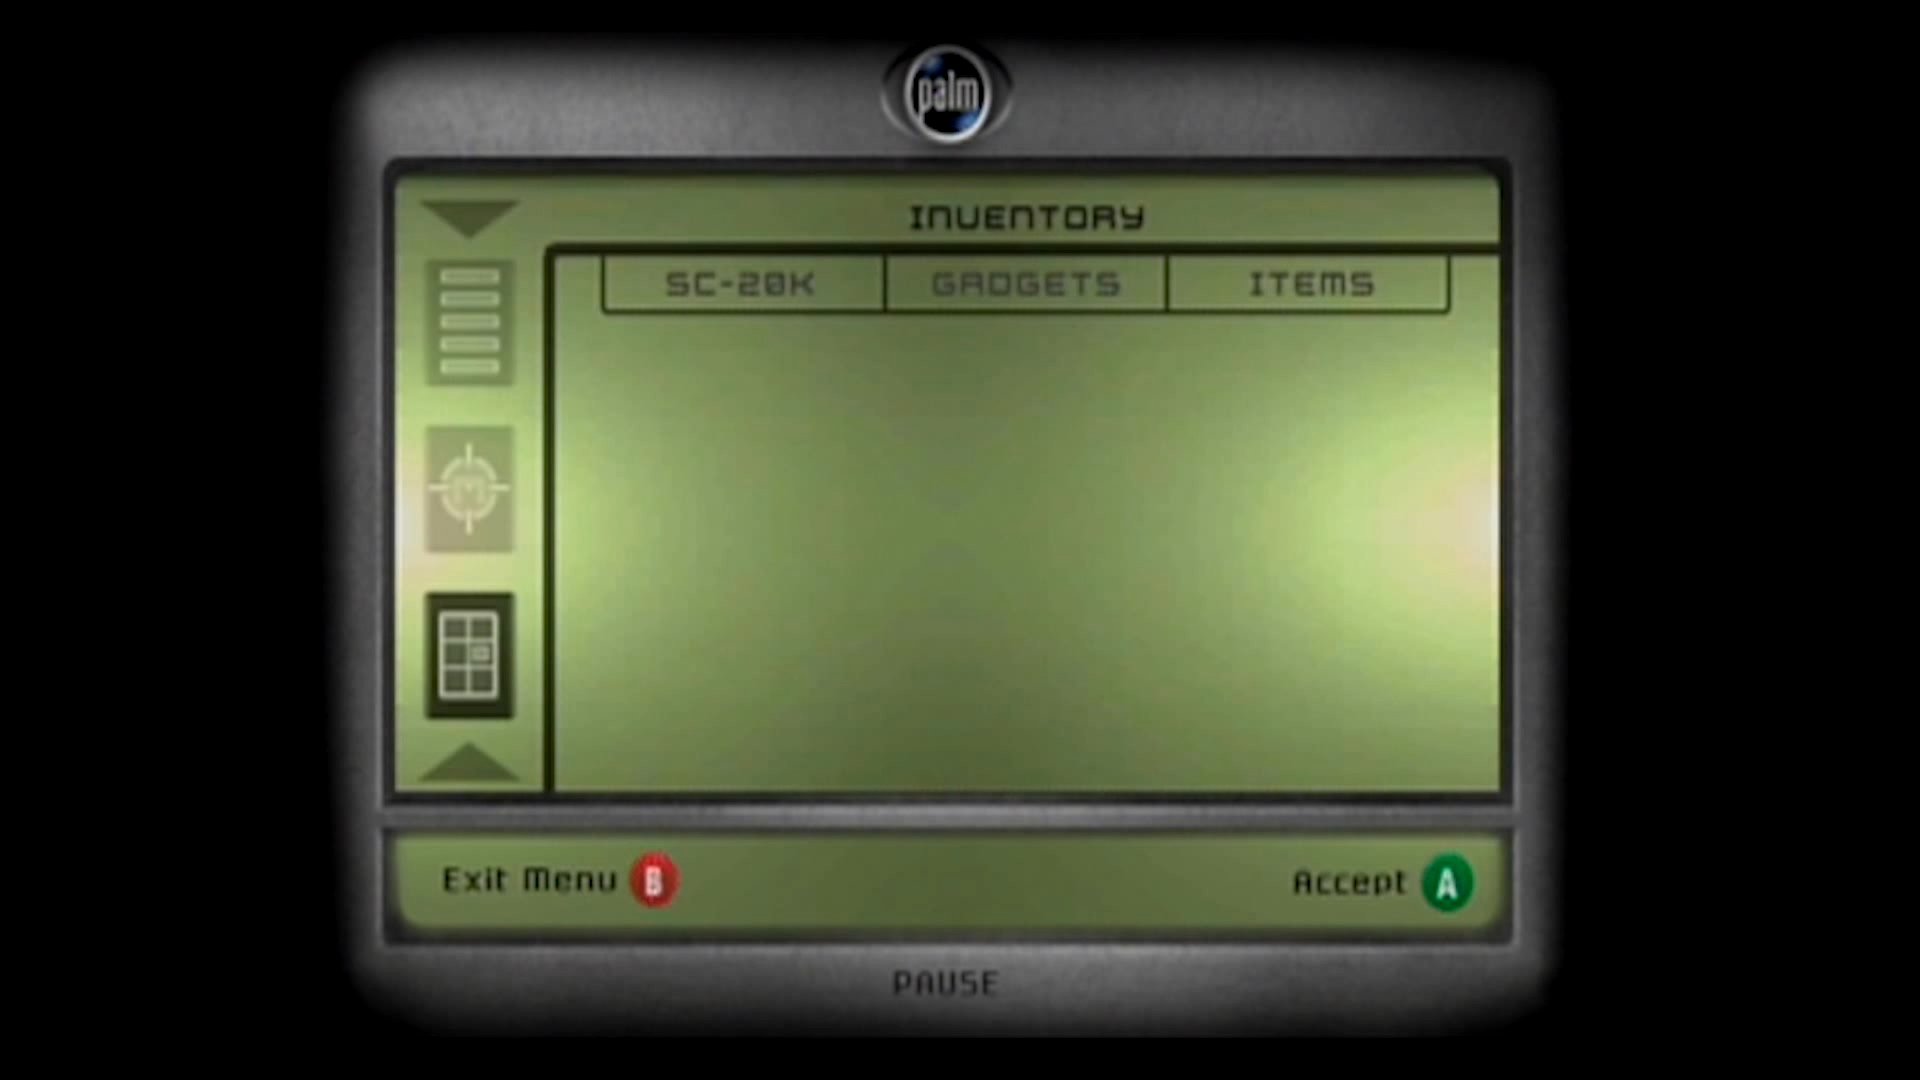 palm
INVENTORY
SC-20K GADGETS ITEMS
M
Exit Menu B
Accept A
PAUSE